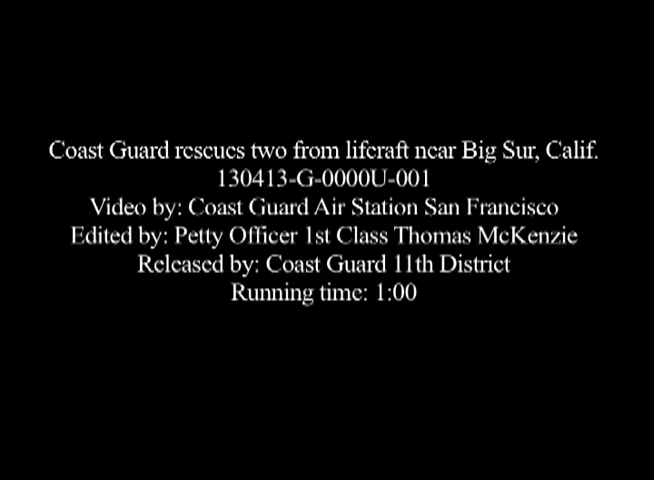 Coast Guard rescues two from liferaft near Big Sur, Calif.
130413-G-0000U-001
Video by: Coast Guard Air Station San Francisco
Edited by: Petty Officer 1st Class Thomas McKenzie
Released by: Coast Guard 11th District
Running time: 1:00